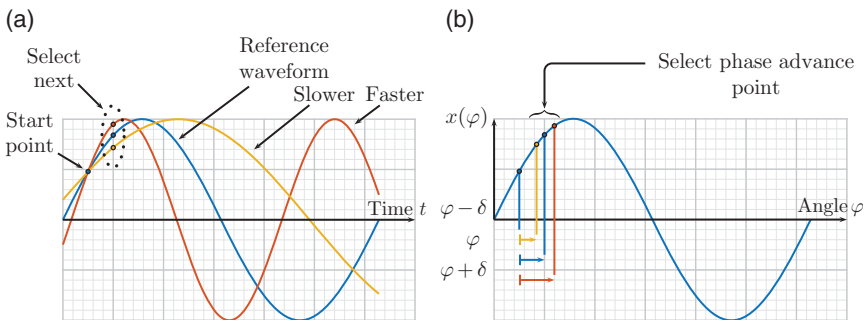 (a)
Select
next
Reference
waveform
Slower
Faster
Start
point
Time t
(b)
Select phase advance
point
x(φ)
Angle φ
φ − δ
φ
φ + δ